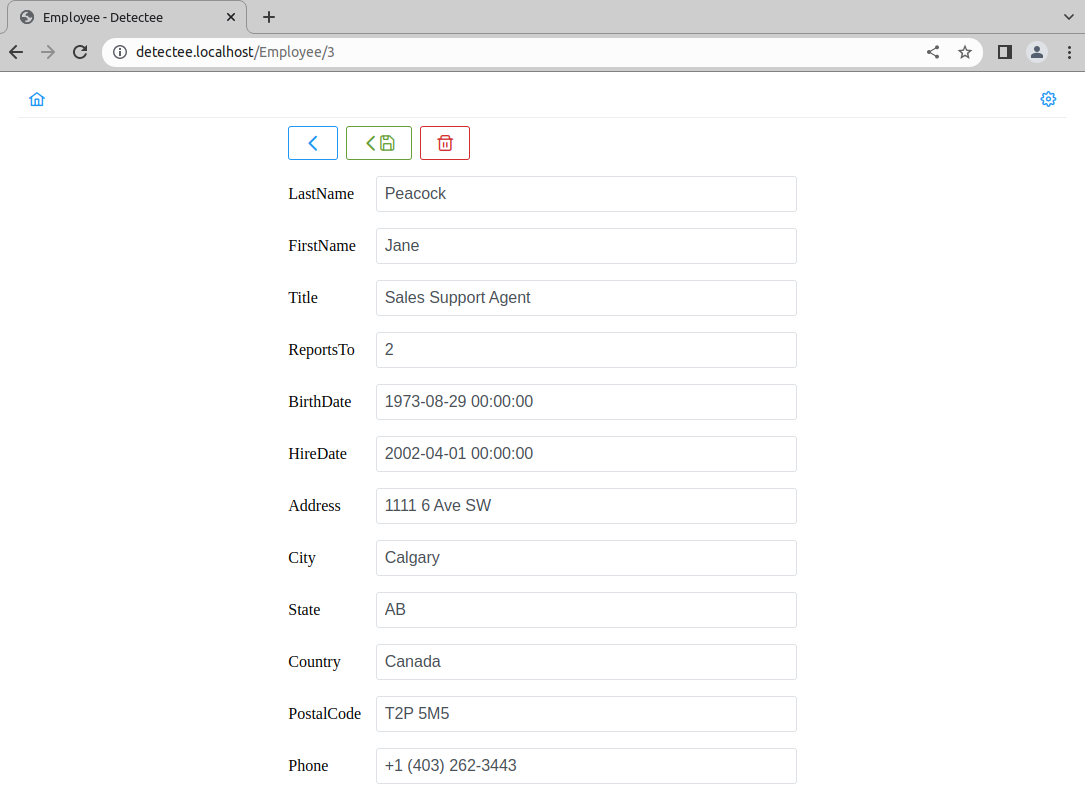 Employee - Detectee
detectee.localhost/Employee/3
LastName Peacock
FirstName Jane
Title Sales Support Agent
ReportsTo 2
BirthDate 1973-08-29 00:00:00
HireDate 2002-04-01 00:00:00
Address 1111 6 Ave SW
City Calgary
State AB
Country Canada
PostalCode T2P 5M5
Phone +1 (403) 262-3443